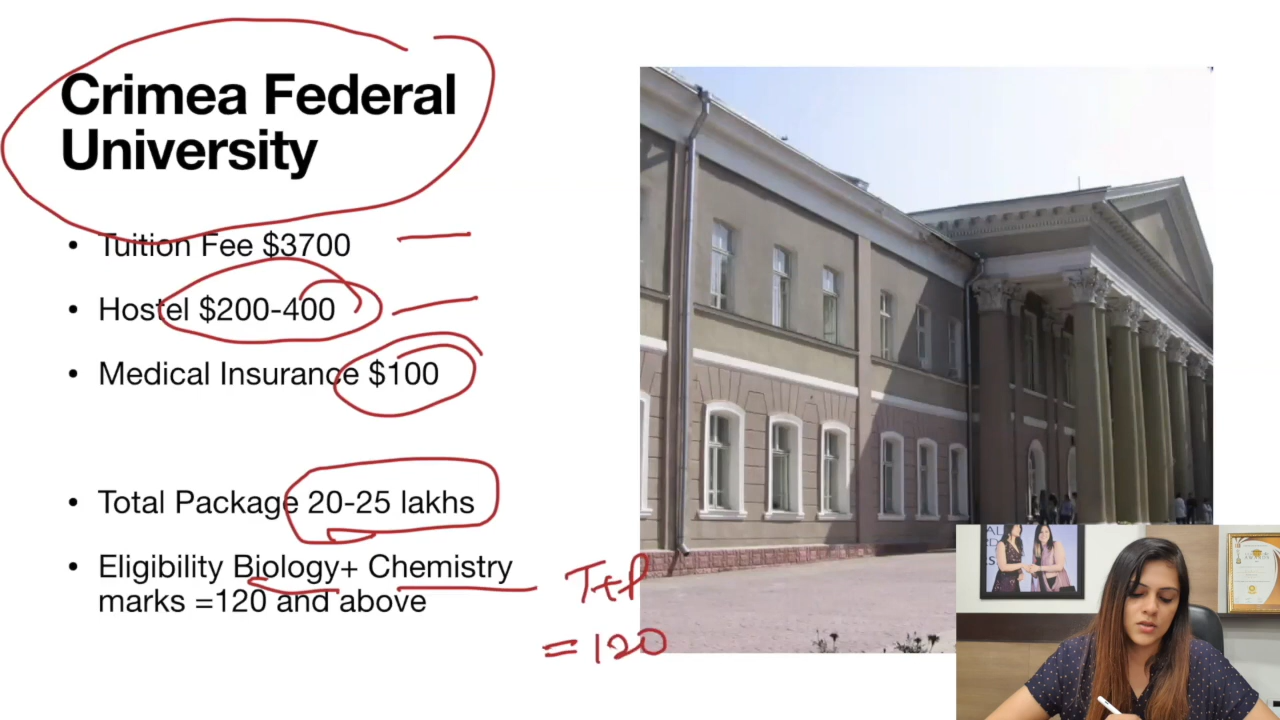 Crimea Federal
University
• Tuition Fee $3700
• Hostel $200-400
• Medical Insurance $100
• Total Package 20-25 lakhs
• Eligibility Biology+ Chemistry
marks =120 and above
T+P
=120